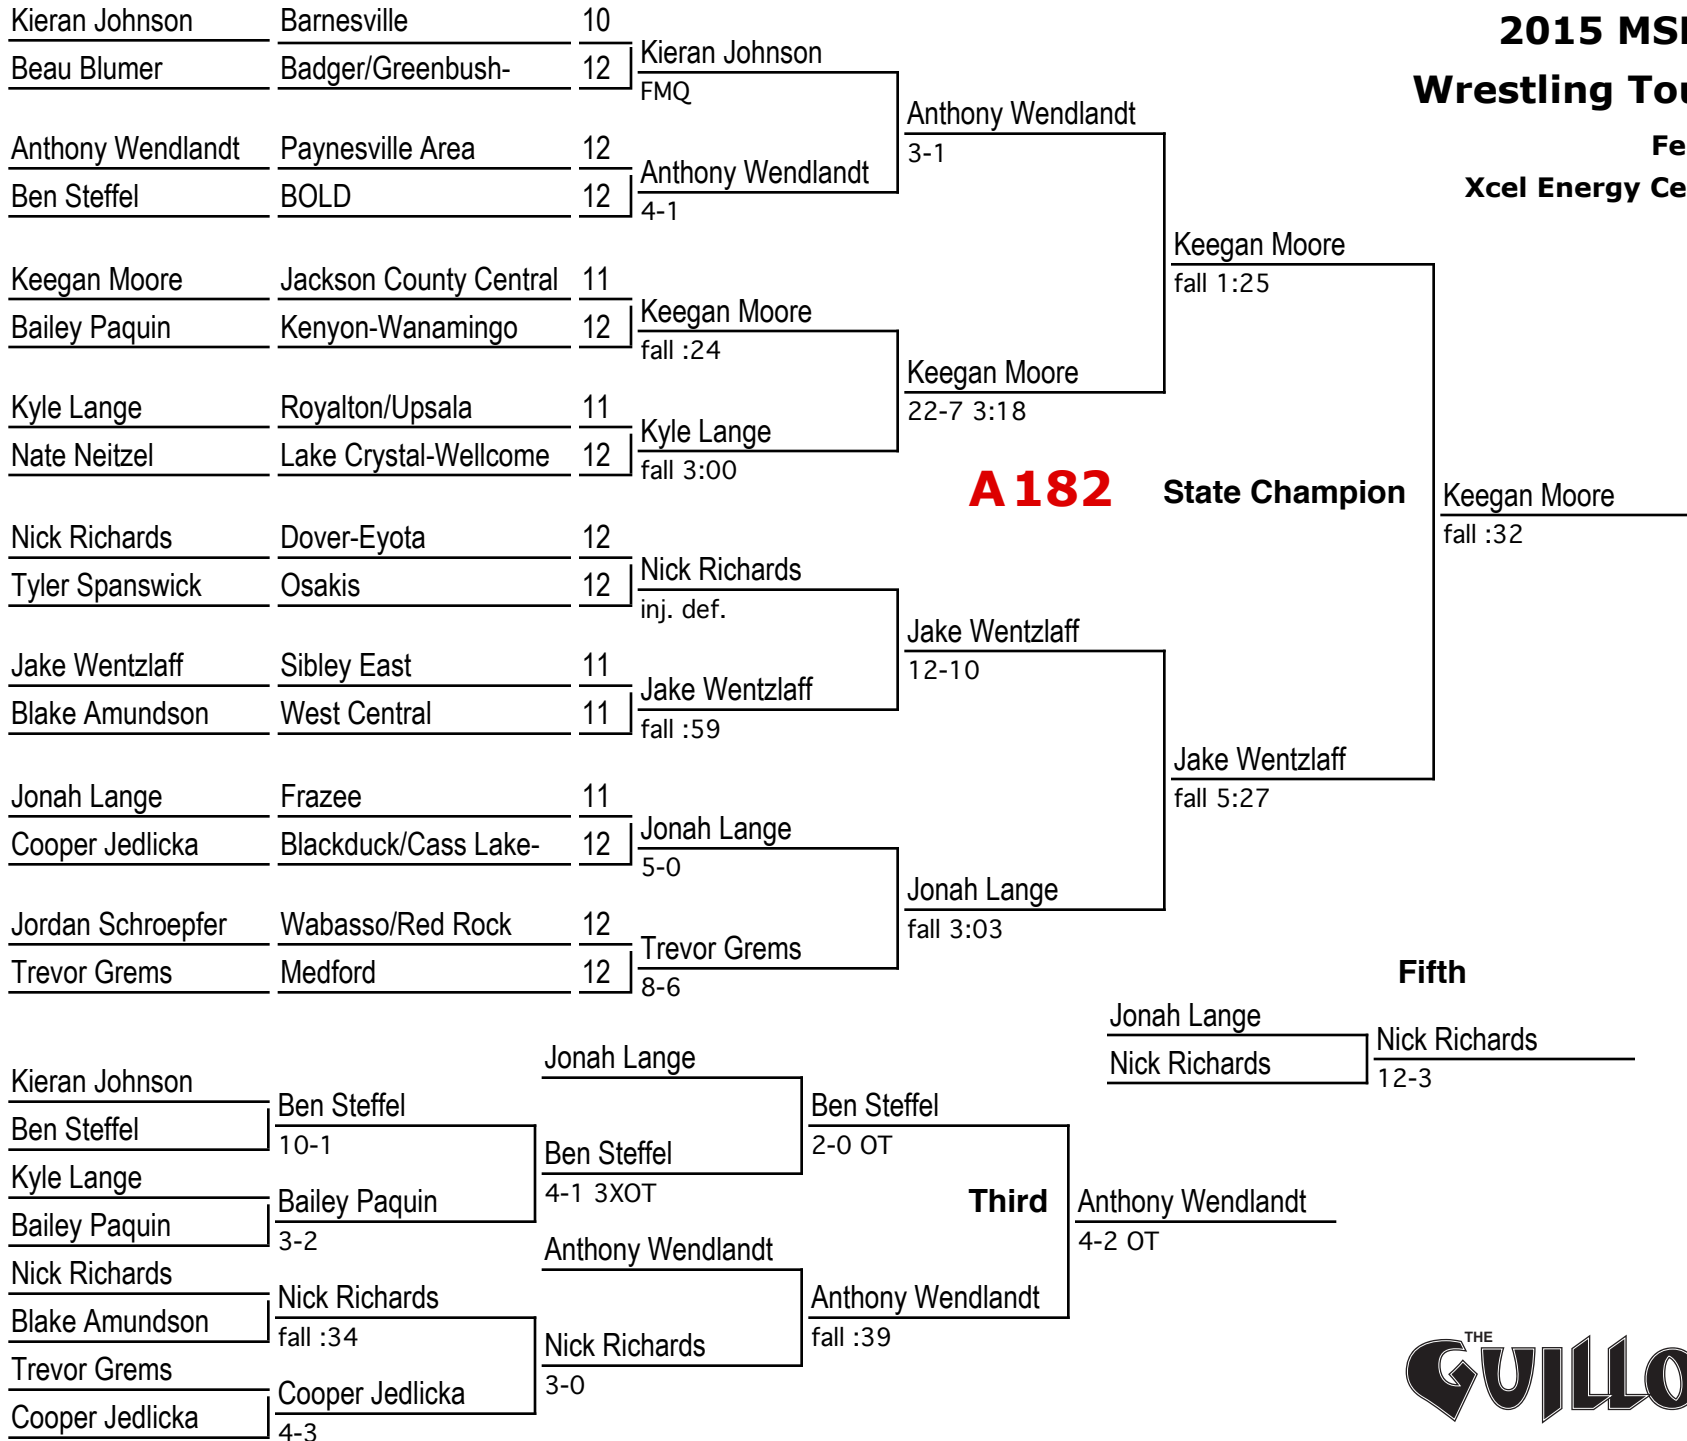 2015 MSH
Wrestling Tou
Fe
Xcel Energy Ce
Kieran Johnson Barnesville 10
Beau Blumer Badger/Greenbush- 12
Kieran Johnson
FMQ
Anthony Wendlandt Paynesville Area 12
Ben Steffel BOLD 12
Anthony Wendlandt
4-1
Anthony Wendlandt
3-1
Keegan Moore Jackson County Central 11
Bailey Paquin Kenyon-Wanamingo 12
Keegan Moore
fall :24
Kyle Lange Royalton/Upsala 11
Nate Neitzel Lake Crystal-Wellcome 12
Kyle Lange
fall 3:00
Keegan Moore
22-7 3:18
Keegan Moore
fall 1:25
A 182 State Champion
Keegan Moore
fall :32
Nick Richards Dover-Eyota 12
Tyler Spanswick Osakis 12
Nick Richards
inj. def.
Jake Wentzlaff Sibley East 11
Blake Amundson West Central 11
Jake Wentzlaff
fall :59
Jake Wentzlaff
12-10
Jonah Lange Frazee 11
Cooper Jedlicka Blackduck/Cass Lake- 12
Jonah Lange
5-0
Jordan Schroepfer Wabasso/Red Rock 12
Trevor Grems Medford 12
Trevor Grems
8-6
Jonah Lange
fall 3:03
Jake Wentzlaff
fall 5:27
Fifth
Jonah Lange
Nick Richards
Nick Richards
12-3
Kieran Johnson
Ben Steffel
Ben Steffel
10-1
Kyle Lange
Bailey Paquin
Bailey Paquin
3-2
Nick Richards
Blake Amundson
Nick Richards
fall :34
Trevor Grems
Cooper Jedlicka
Cooper Jedlicka
4-3
Jonah Lange
Ben Steffel
4-1 3XOT
Anthony Wendlandt
Nick Richards
3-0
Ben Steffel
2-0 OT
Anthony Wendlandt
fall :39
Third
Anthony Wendlandt
4-2 OT
THE
GUILLO